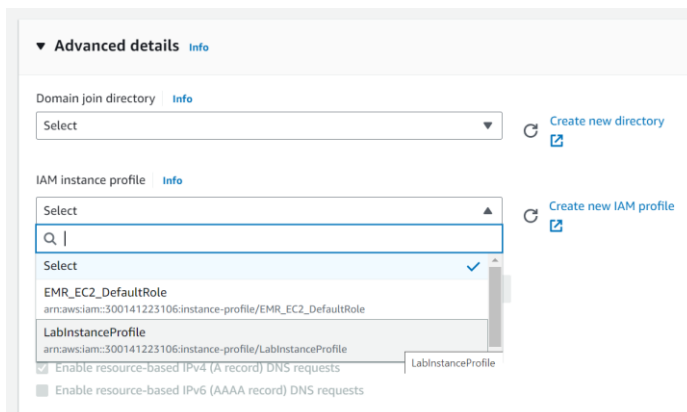 Advanced details Info
Domain join directory Info
Select
Create new directory
IAM instance profile Info
Select
Create new IAM profile
Select
EMR_EC2_DefaultRole
arn:aws:iam::300141223106:instance-profile/EMR_EC2_DefaultRole
LabInstanceProfile
arn:aws:iam::300141223106:instance-profile/LabInstanceProfile
LabInstanceProfile
Enable resource-based IPv4 (A record) DNS requests
Enable resource-based IPv6 (AAAA record) DNS requests